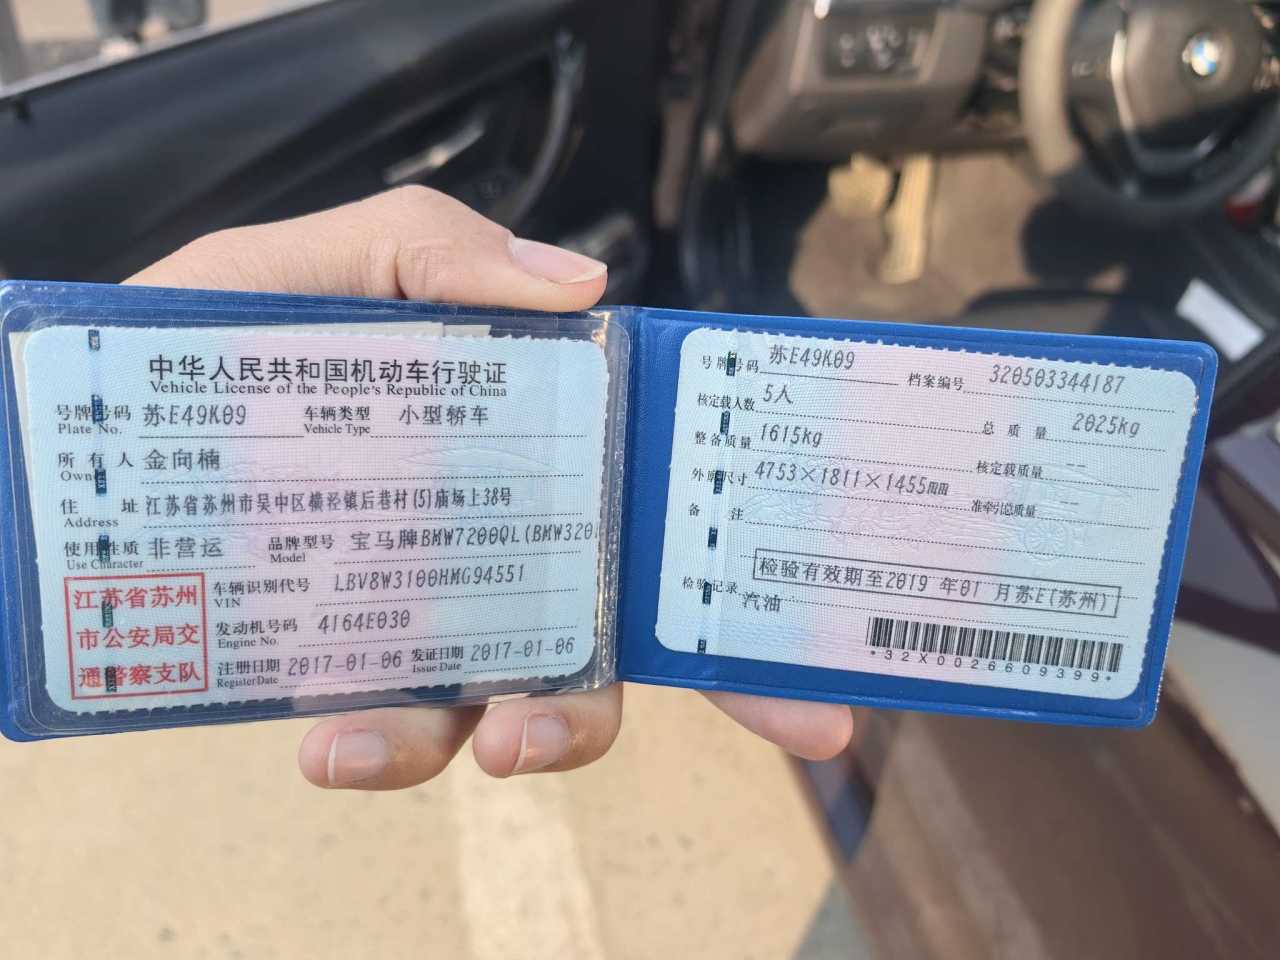 中华人民共和国机动车行驶证
Vehicle License of the People's Republic of China
号牌号码 苏E49K09 车辆类型 小型轿车
Plate No. Vehicle Type
所有人 金向楠
Owner
住址 江苏省苏州市吴中区横泾镇后巷村(5)庙场上38号
Address
使用性质 非营运 品牌型号 宝马牌BMW7200QL(BMW320
Use Character Model
江苏省苏州
市公安局交
通警察支队
车辆识别代号 LBV8W3100HMG94551
VIN
发动机号码 4164E030
Engine No.
注册日期 2017-01-06 发证日期 2017-01-06
Register Date Issue Date
号牌号码 苏E49K09 档案编号 320503344187
核定载人数 5人 总质量 2025kg
整备质量 1615kg 核定载质量 --
外廓尺寸 4753×1811×1455mm 准牵引总质量 --
备注
检验有效期至2019年01月苏E(苏州)
检验记录
汽油
*32X0026609399*